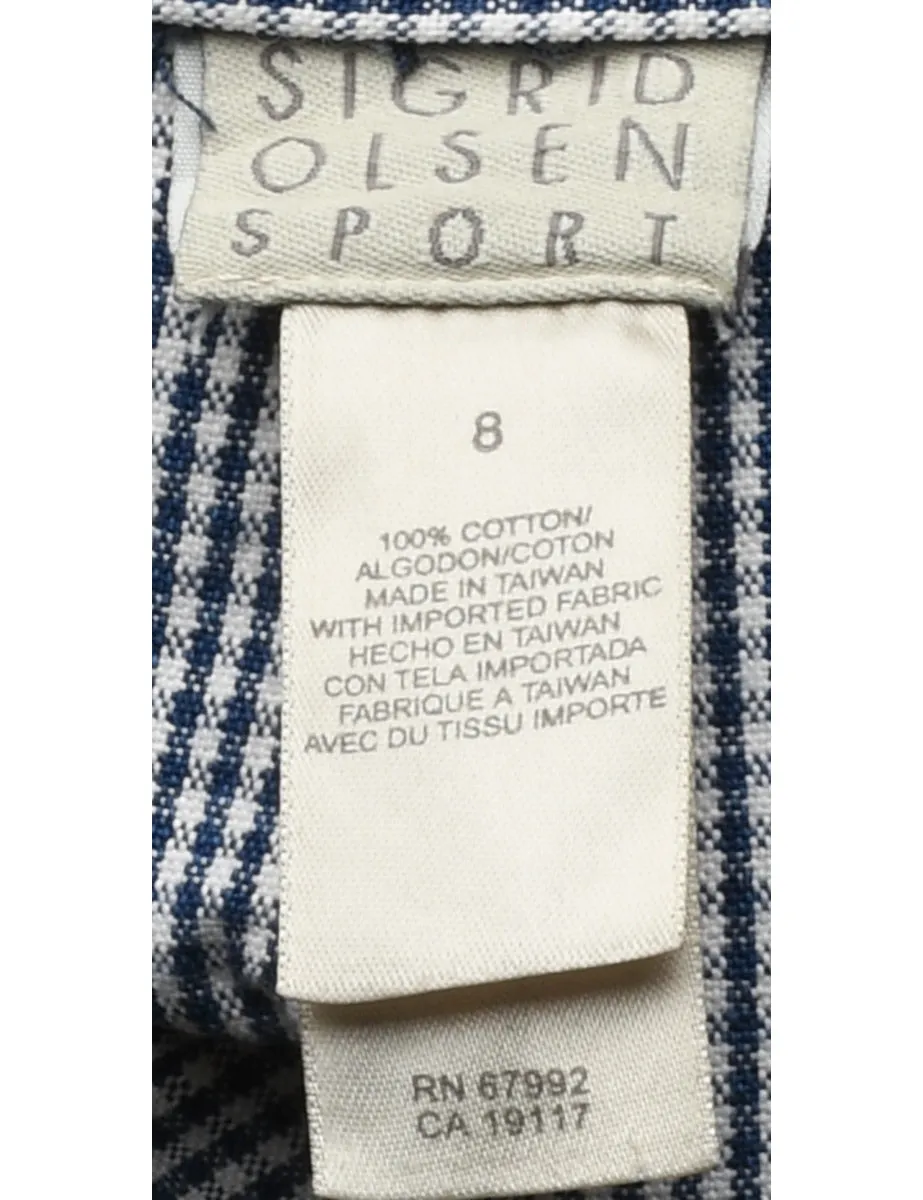 SIGRID
OLSEN
SPORT
8
100% COTTON/
ALGODON/COTON
MADE IN TAIWAN
WITH IMPORTED FABRIC
HECHO EN TAIWAN
CON TELA IMPORTADA
FABRIQUE A TAIWAN
AVEC DU TISSU IMPORTE
RN 67992
CA 19117